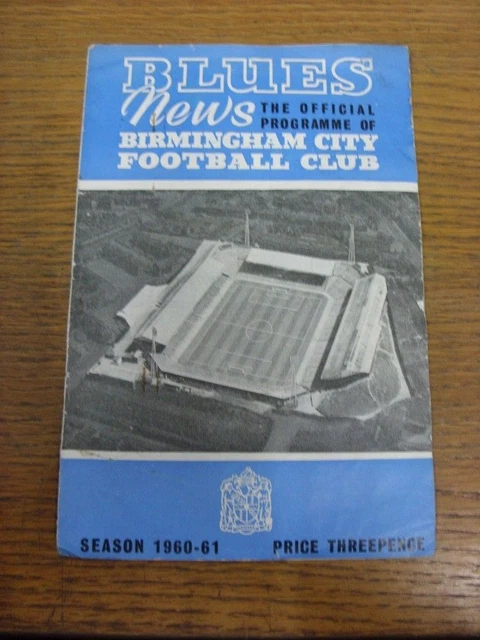 BLUES
News THE OFFICIAL
PROGRAMME OF
BIRMINGHAM CITY
FOOTBALL CLUB
SEASON 1960-61 PRICE THREEPENCE